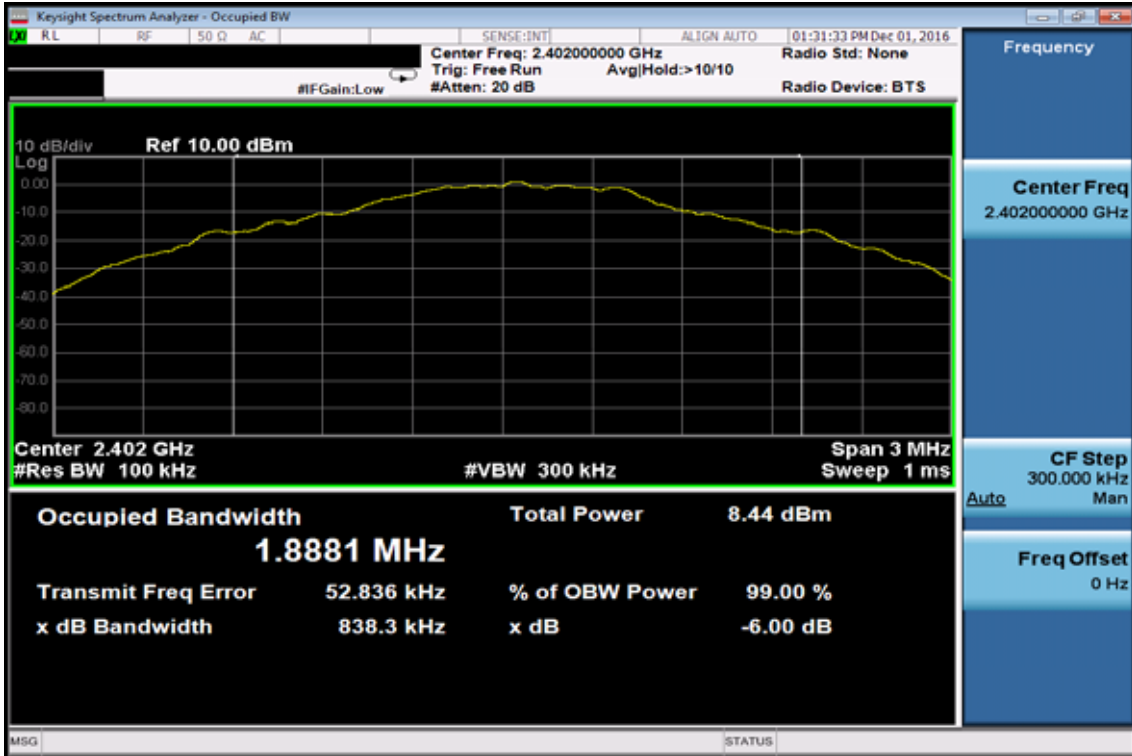 Keysight Spectrum Analyzer - Occupied BW
LXI RL RF 50 Ω AC SENSE:INT ALIGN AUTO 01:31:33 PM Dec 01, 2016
Center Freq: 2.402000000 GHz Radio Std: None
Trig: Free Run Avg|Hold:>10/10
#IFGain:Low #Atten: 20 dB Radio Device: BTS
10 dB/div Ref 10.00 dBm
Log
0.00
-10.0
-20.0
-30.0
-40.0
-50.0
-60.0
-70.0
-80.0
Center 2.402 GHz Span 3 MHz
#Res BW 100 kHz #VBW 300 kHz Sweep 1 ms
Occupied Bandwidth Total Power 8.44 dBm
1.8881 MHz
Transmit Freq Error 52.836 kHz % of OBW Power 99.00 %
x dB Bandwidth 838.3 kHz x dB -6.00 dB
Frequency
Center Freq
2.402000000 GHz
CF Step
300.000 kHz
Auto Man
Freq Offset
0 Hz
MSG STATUS